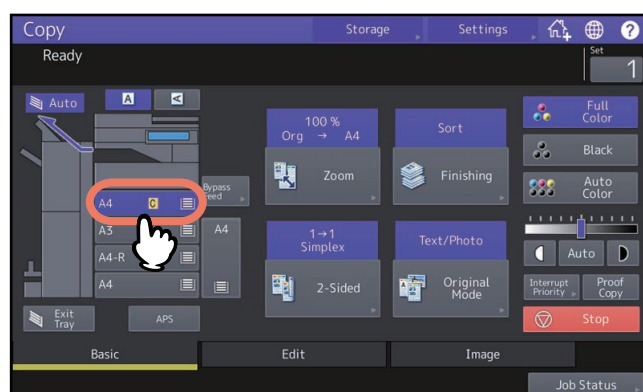 Copy
Storage
Settings
?
Ready
Set
1
Auto
A
A
100 %
Org → A4
Zoom
Sort
Finishing
Full
Color
Black
Auto
Color
A4
C
Bypass
Feed
A3
A4
A4-R
A4
1→1
Simplex
2-Sided
Text/Photo
Original
Mode
Auto
Interrupt
Priority
Proof
Copy
Exit
Tray
APS
Stop
Basic
Edit
Image
Job Status